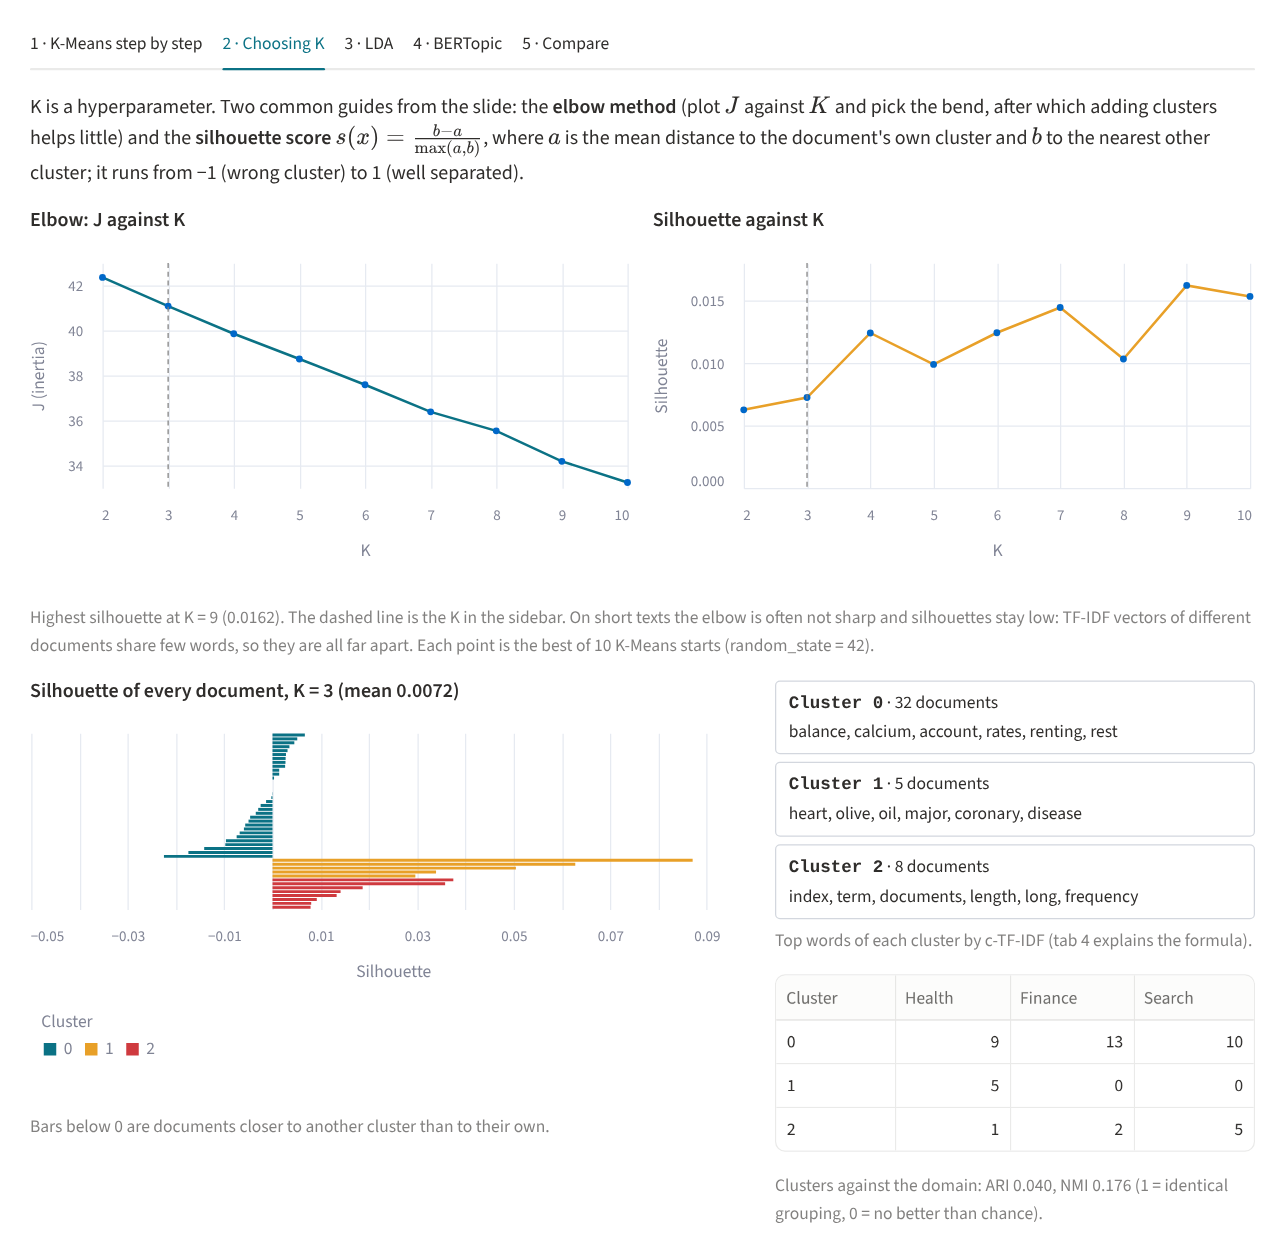 1 · K-Means step by step
2 · Choosing K
3 · LDA
4 · BERTopic
5 · Compare
K is a hyperparameter. Two common guides from the slide: the elbow method (plot J against K and pick the bend, after which adding clusters
helps little) and the silhouette score s(x) = b−a / max(a,b), where a is the mean distance to the document's own cluster and b to the nearest other
cluster; it runs from −1 (wrong cluster) to 1 (well separated).
Elbow: J against K
42
40
38
36
34
J (inertia)
2 3 4 5 6 7 8 9 10
K
Silhouette against K
0.015
0.010
0.005
0.000
Silhouette
2 3 4 5 6 7 8 9 10
K
Highest silhouette at K = 9 (0.0162). The dashed line is the K in the sidebar. On short texts the elbow is often not sharp and silhouettes stay low: TF-IDF vectors of different
documents share few words, so they are all far apart. Each point is the best of 10 K-Means starts (random_state = 42).
Silhouette of every document, K = 3 (mean 0.0072)
−0.05 −0.03 −0.01 0.01 0.03 0.05 0.07 0.09
Silhouette
Cluster
0 1 2
Bars below 0 are documents closer to another cluster than to their own.
Cluster 0 · 32 documents
balance, calcium, account, rates, renting, rest
Cluster 1 · 5 documents
heart, olive, oil, major, coronary, disease
Cluster 2 · 8 documents
index, term, documents, length, long, frequency
Top words of each cluster by c-TF-IDF (tab 4 explains the formula).
Cluster Health Finance Search
0 9 13 10
1 5 0 0
2 1 2 5
Clusters against the domain: ARI 0.040, NMI 0.176 (1 = identical
grouping, 0 = no better than chance).